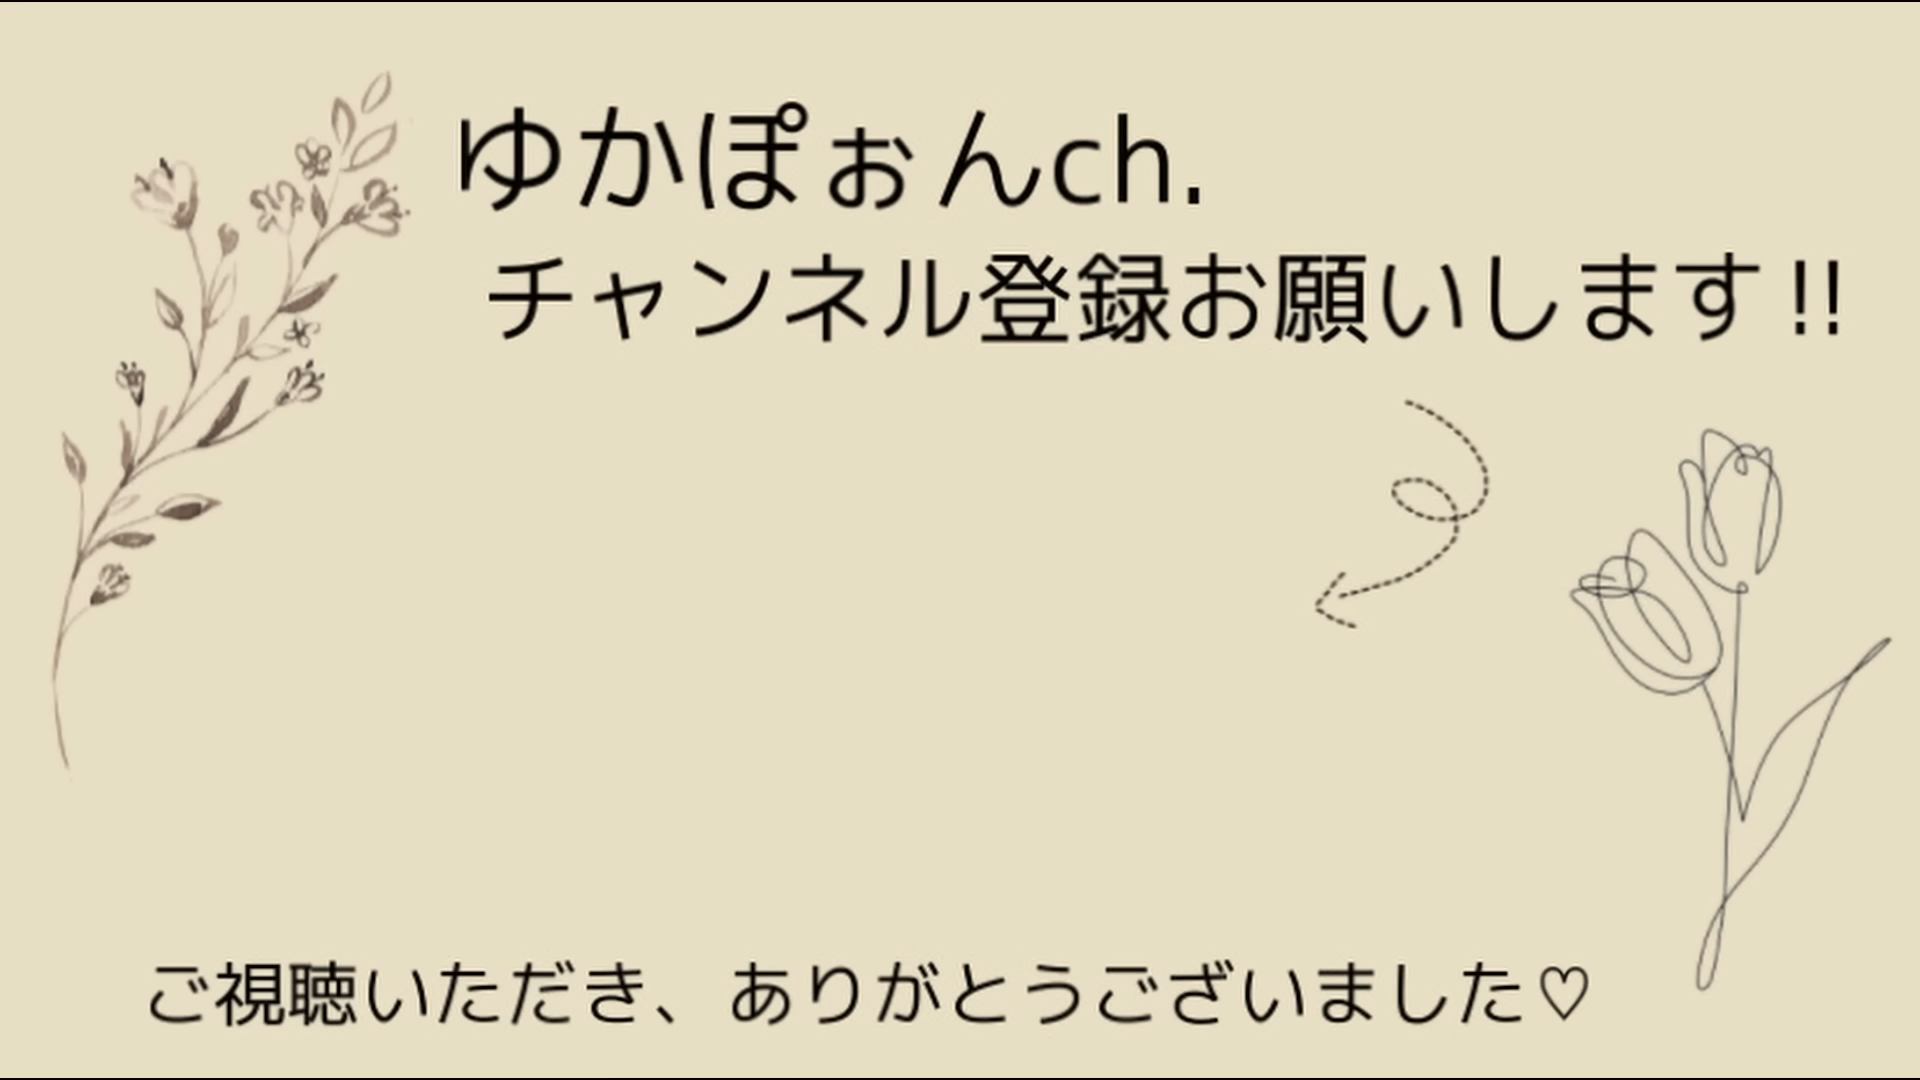 ゆかぽぉんch.
チャンネル登録お願いします!!
ご視聴いただき、ありがとうございました♡